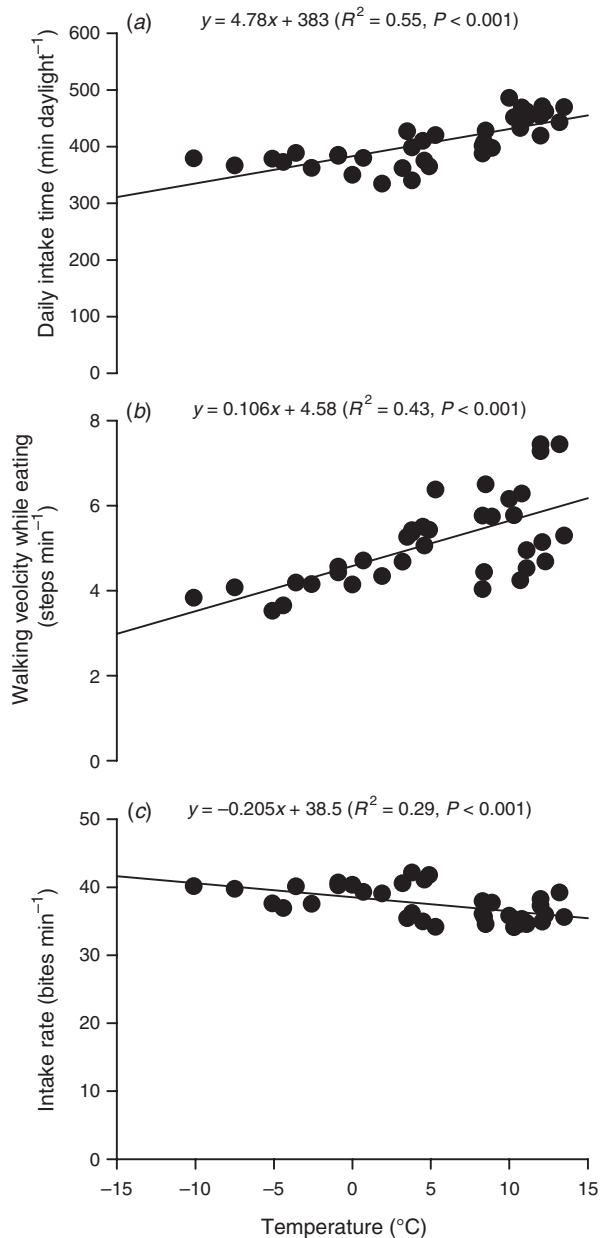 (a) y = 4.78x + 383 (R² = 0.55, P < 0.001)
600
500
400
300
200
100
0
Daily intake time (min daylight⁻¹)
(b) y = 0.106x + 4.58 (R² = 0.43, P < 0.001)
8
6
4
2
0
Walking veolcity while eating
(steps min⁻¹)
(c) y = –0.205x + 38.5 (R² = 0.29, P < 0.001)
50
40
30
20
10
0
Intake rate (bites min⁻¹)
–15 –10 –5 0 5 10 15
Temperature (°C)